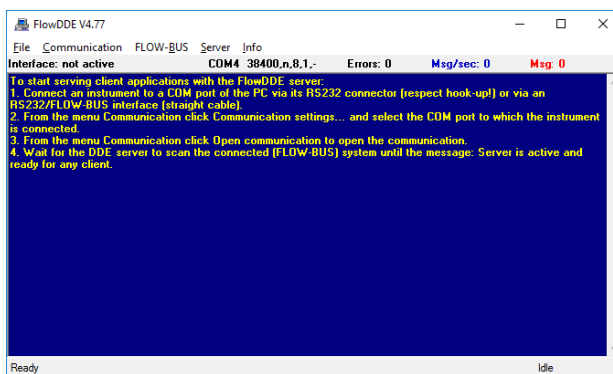 FlowDDE V4.77
File Communication FLOW-BUS Server Info
Interface: not active COM4 38400,n,8,1,- Errors: 0 Msg/sec: 0 Msg: 0
To start serving client applications with the FlowDDE server:
1. Connect an instrument to a COM port of the PC via its RS232 connector (respect hook-up!) or via an
RS232/FLOW-BUS interface (straight cable).
2. From the menu Communication click Communication settings... and select the COM port to which the instrument
is connected.
3. From the menu Communication click Open communication to open the communication.
4. Wait for the DDE server to scan the connected (FLOW-BUS) system until the message: Server is active and
ready for any client.
Ready Idle